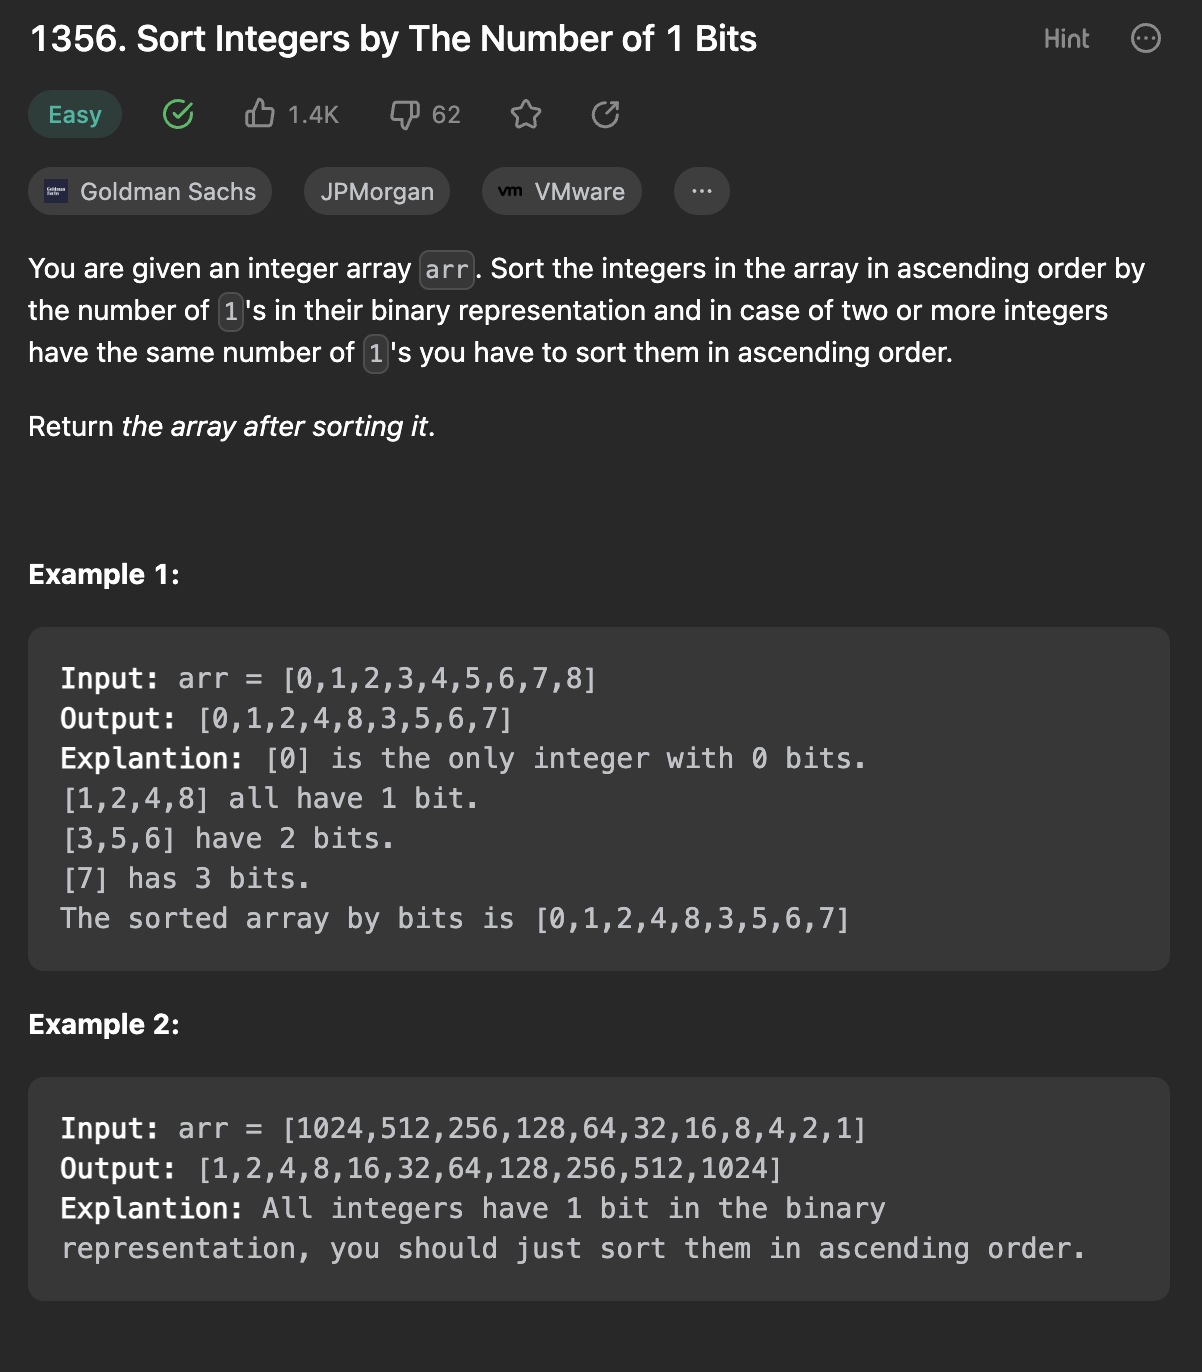 1356. Sort Integers by The Number of 1 Bits
Hint
Easy
1.4K
62
Goldman Sachs
JPMorgan
vm VMware
You are given an integer array arr. Sort the integers in the array in ascending order by
the number of 1's in their binary representation and in case of two or more integers
have the same number of 1's you have to sort them in ascending order.
Return the array after sorting it.
Example 1:
Input: arr = [0,1,2,3,4,5,6,7,8]
Output: [0,1,2,4,8,3,5,6,7]
Explantion: [0] is the only integer with 0 bits.
[1,2,4,8] all have 1 bit.
[3,5,6] have 2 bits.
[7] has 3 bits.
The sorted array by bits is [0,1,2,4,8,3,5,6,7]
Example 2:
Input: arr = [1024,512,256,128,64,32,16,8,4,2,1]
Output: [1,2,4,8,16,32,64,128,256,512,1024]
Explantion: All integers have 1 bit in the binary
representation, you should just sort them in ascending order.